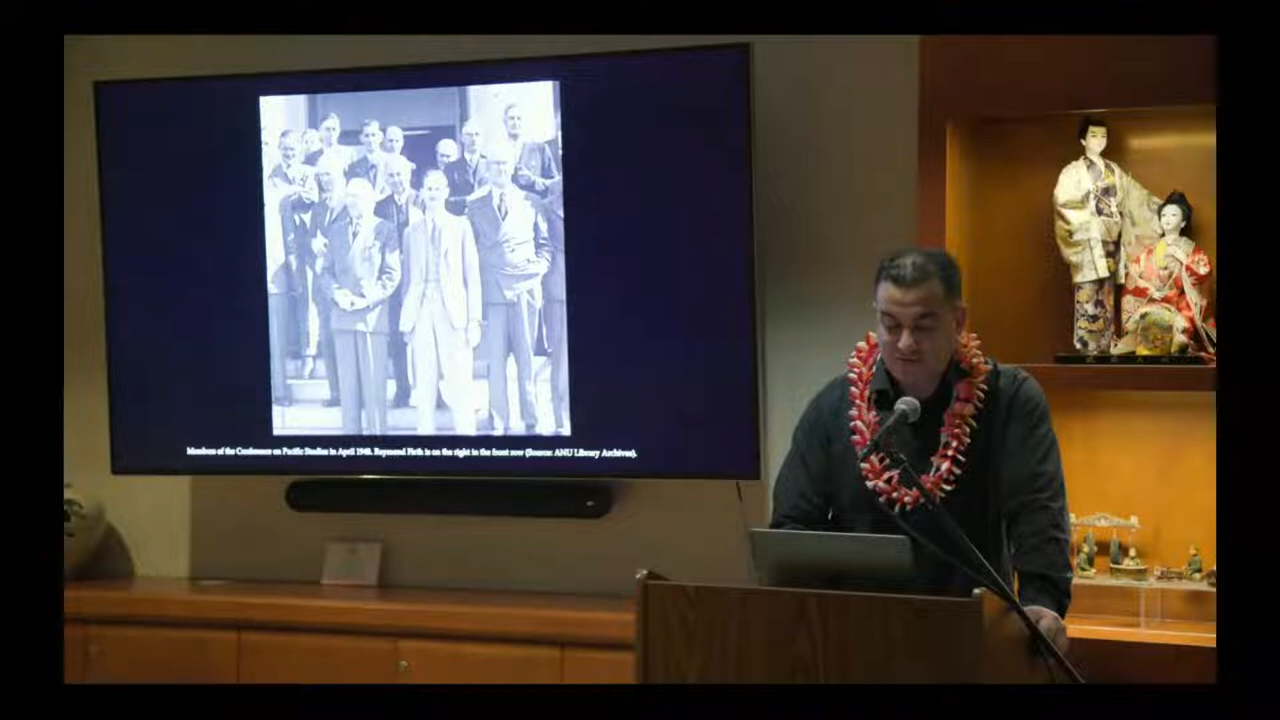 Members of the Conference on Pacific Studies in April 1948. Raymond Firth is on the right in the front row (Source: ANU Library Archives).